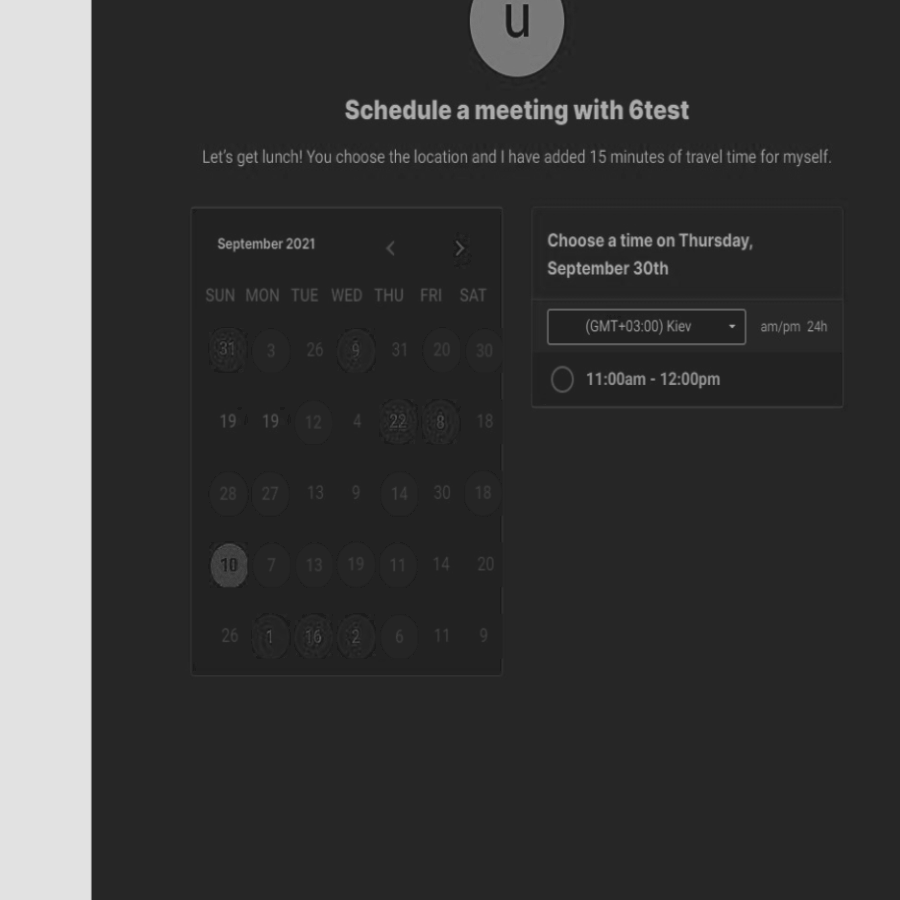 u
Schedule a meeting with 6test
Let's get lunch! You choose the location and I have added 15 minutes of travel time for myself.
September 2021
SUN MON TUE WED THU FRI SAT
31 3 26 9 31 20 30
19 19 12 4 22 8 18
28 27 13 9 14 30 18
10 7 13 19 11 14 20
26 1 16 2 6 11 9
Choose a time on Thursday,
September 30th
(GMT+03:00) Kiev am/pm 24h
11:00am - 12:00pm